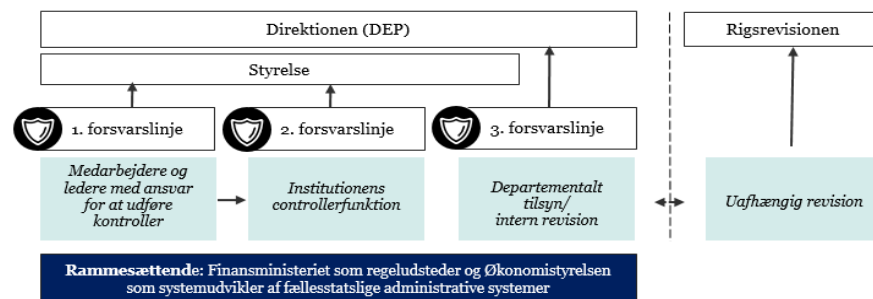 Direktionen (DEP)
Rigsrevisionen
Styrelse
1. forsvarslinje
2. forsvarslinje
3. forsvarslinje
Medarbejdere og
ledere med ansvar
for at udføre
kontroller
Institutionens
controllerfunktion
Departementalt
tilsyn/
intern revision
Uafhængig revision
Rammesættende: Finansministeriet som regeludsteder og Økonomistyrelsen
som systemudvikler af fællesstatslige administrative systemer